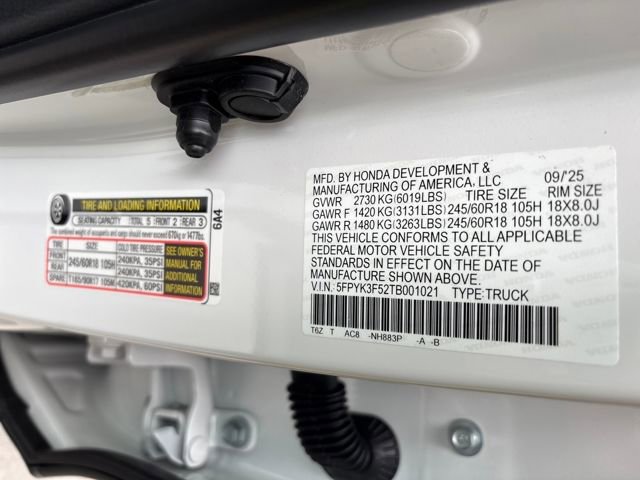 TIRE AND LOADING INFORMATION
SEATING CAPACITY TOTAL 5 FRONT 2 REAR 3
The combined weight of occupants and cargo should never exceed 670kg or 1477lbs.
TIRE SIZE COLD TIRE PRESSURE
FRONT 245/60R18 105H 240KPA, 35PSI
REAR 240KPA, 35PSI
SPARE T165/90R17 105M 420KPA, 60PSI
SEE OWNER'S
MANUAL FOR
ADDITIONAL
INFORMATION
6A4
MFD. BY HONDA DEVELOPMENT & 09/'25
MANUFACTURING OF AMERICA, LLC
GVWR 2730 KG(6019LBS) TIRE SIZE RIM SIZE
GAWR F 1420 KG(3131LBS) 245/60R18 105H 18X8.0J
GAWR R 1480 KG(3263LBS) 245/60R18 105H 18X8.0J
THIS VEHICLE CONFORMS TO ALL APPLICABLE
FEDERAL MOTOR VEHICLE SAFETY
STANDARDS IN EFFECT ON THE DATE OF
MANUFACTURE SHOWN ABOVE.
V.I.N.: 5FPYK3F52TB001021 TYPE:TRUCK
T6Z T AC8 -NH883P -A -B